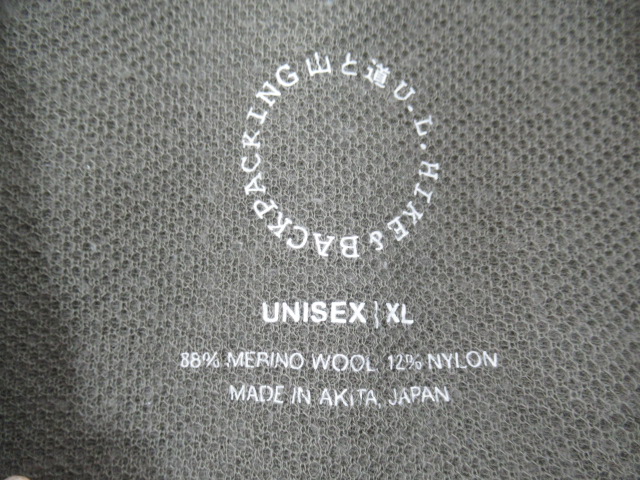 山と道 U.L. HIKE & BACKPACKING
UNISEX | XL
88% MERINO WOOL 12% NYLON
MADE IN AKITA, JAPAN